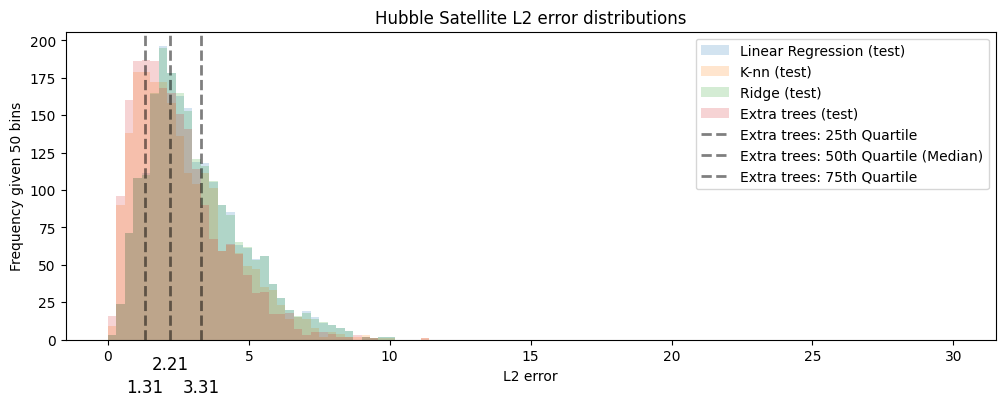 Hubble Satellite L2 error distributions
Frequency given 50 bins
200
175
150
125
100
75
50
25
0
Linear Regression (test)
K-nn (test)
Ridge (test)
Extra trees (test)
Extra trees: 25th Quartile
Extra trees: 50th Quartile (Median)
Extra trees: 75th Quartile
0 5 10 15 20 25 30
2.21
L2 error
1.31 3.31